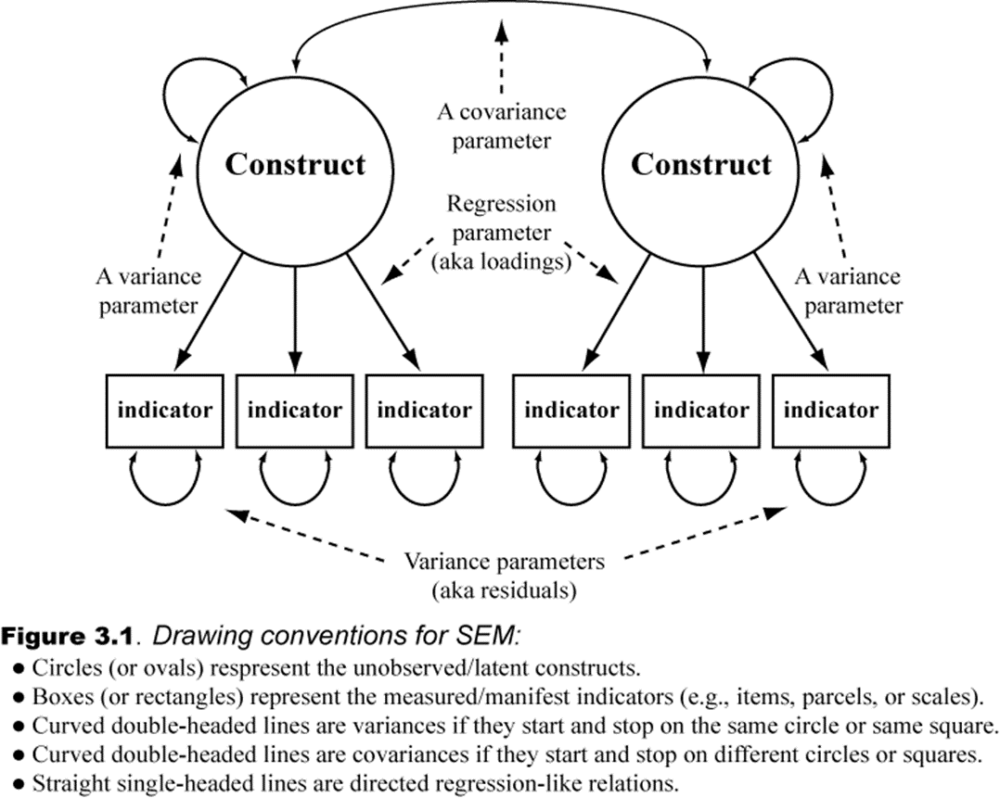 A covariance
parameter
Construct
Construct
Regression
parameter
(aka loadings)
A variance
parameter
A variance
parameter
indicator
indicator
indicator
indicator
indicator
indicator
Variance parameters
(aka residuals)
Figure 3.1. Drawing conventions for SEM:
● Circles (or ovals) respresent the unobserved/latent constructs.
● Boxes (or rectangles) represent the measured/manifest indicators (e.g., items, parcels, or scales).
● Curved double-headed lines are variances if they start and stop on the same circle or same square.
● Curved double-headed lines are covariances if they start and stop on different circles or squares.
● Straight single-headed lines are directed regression-like relations.